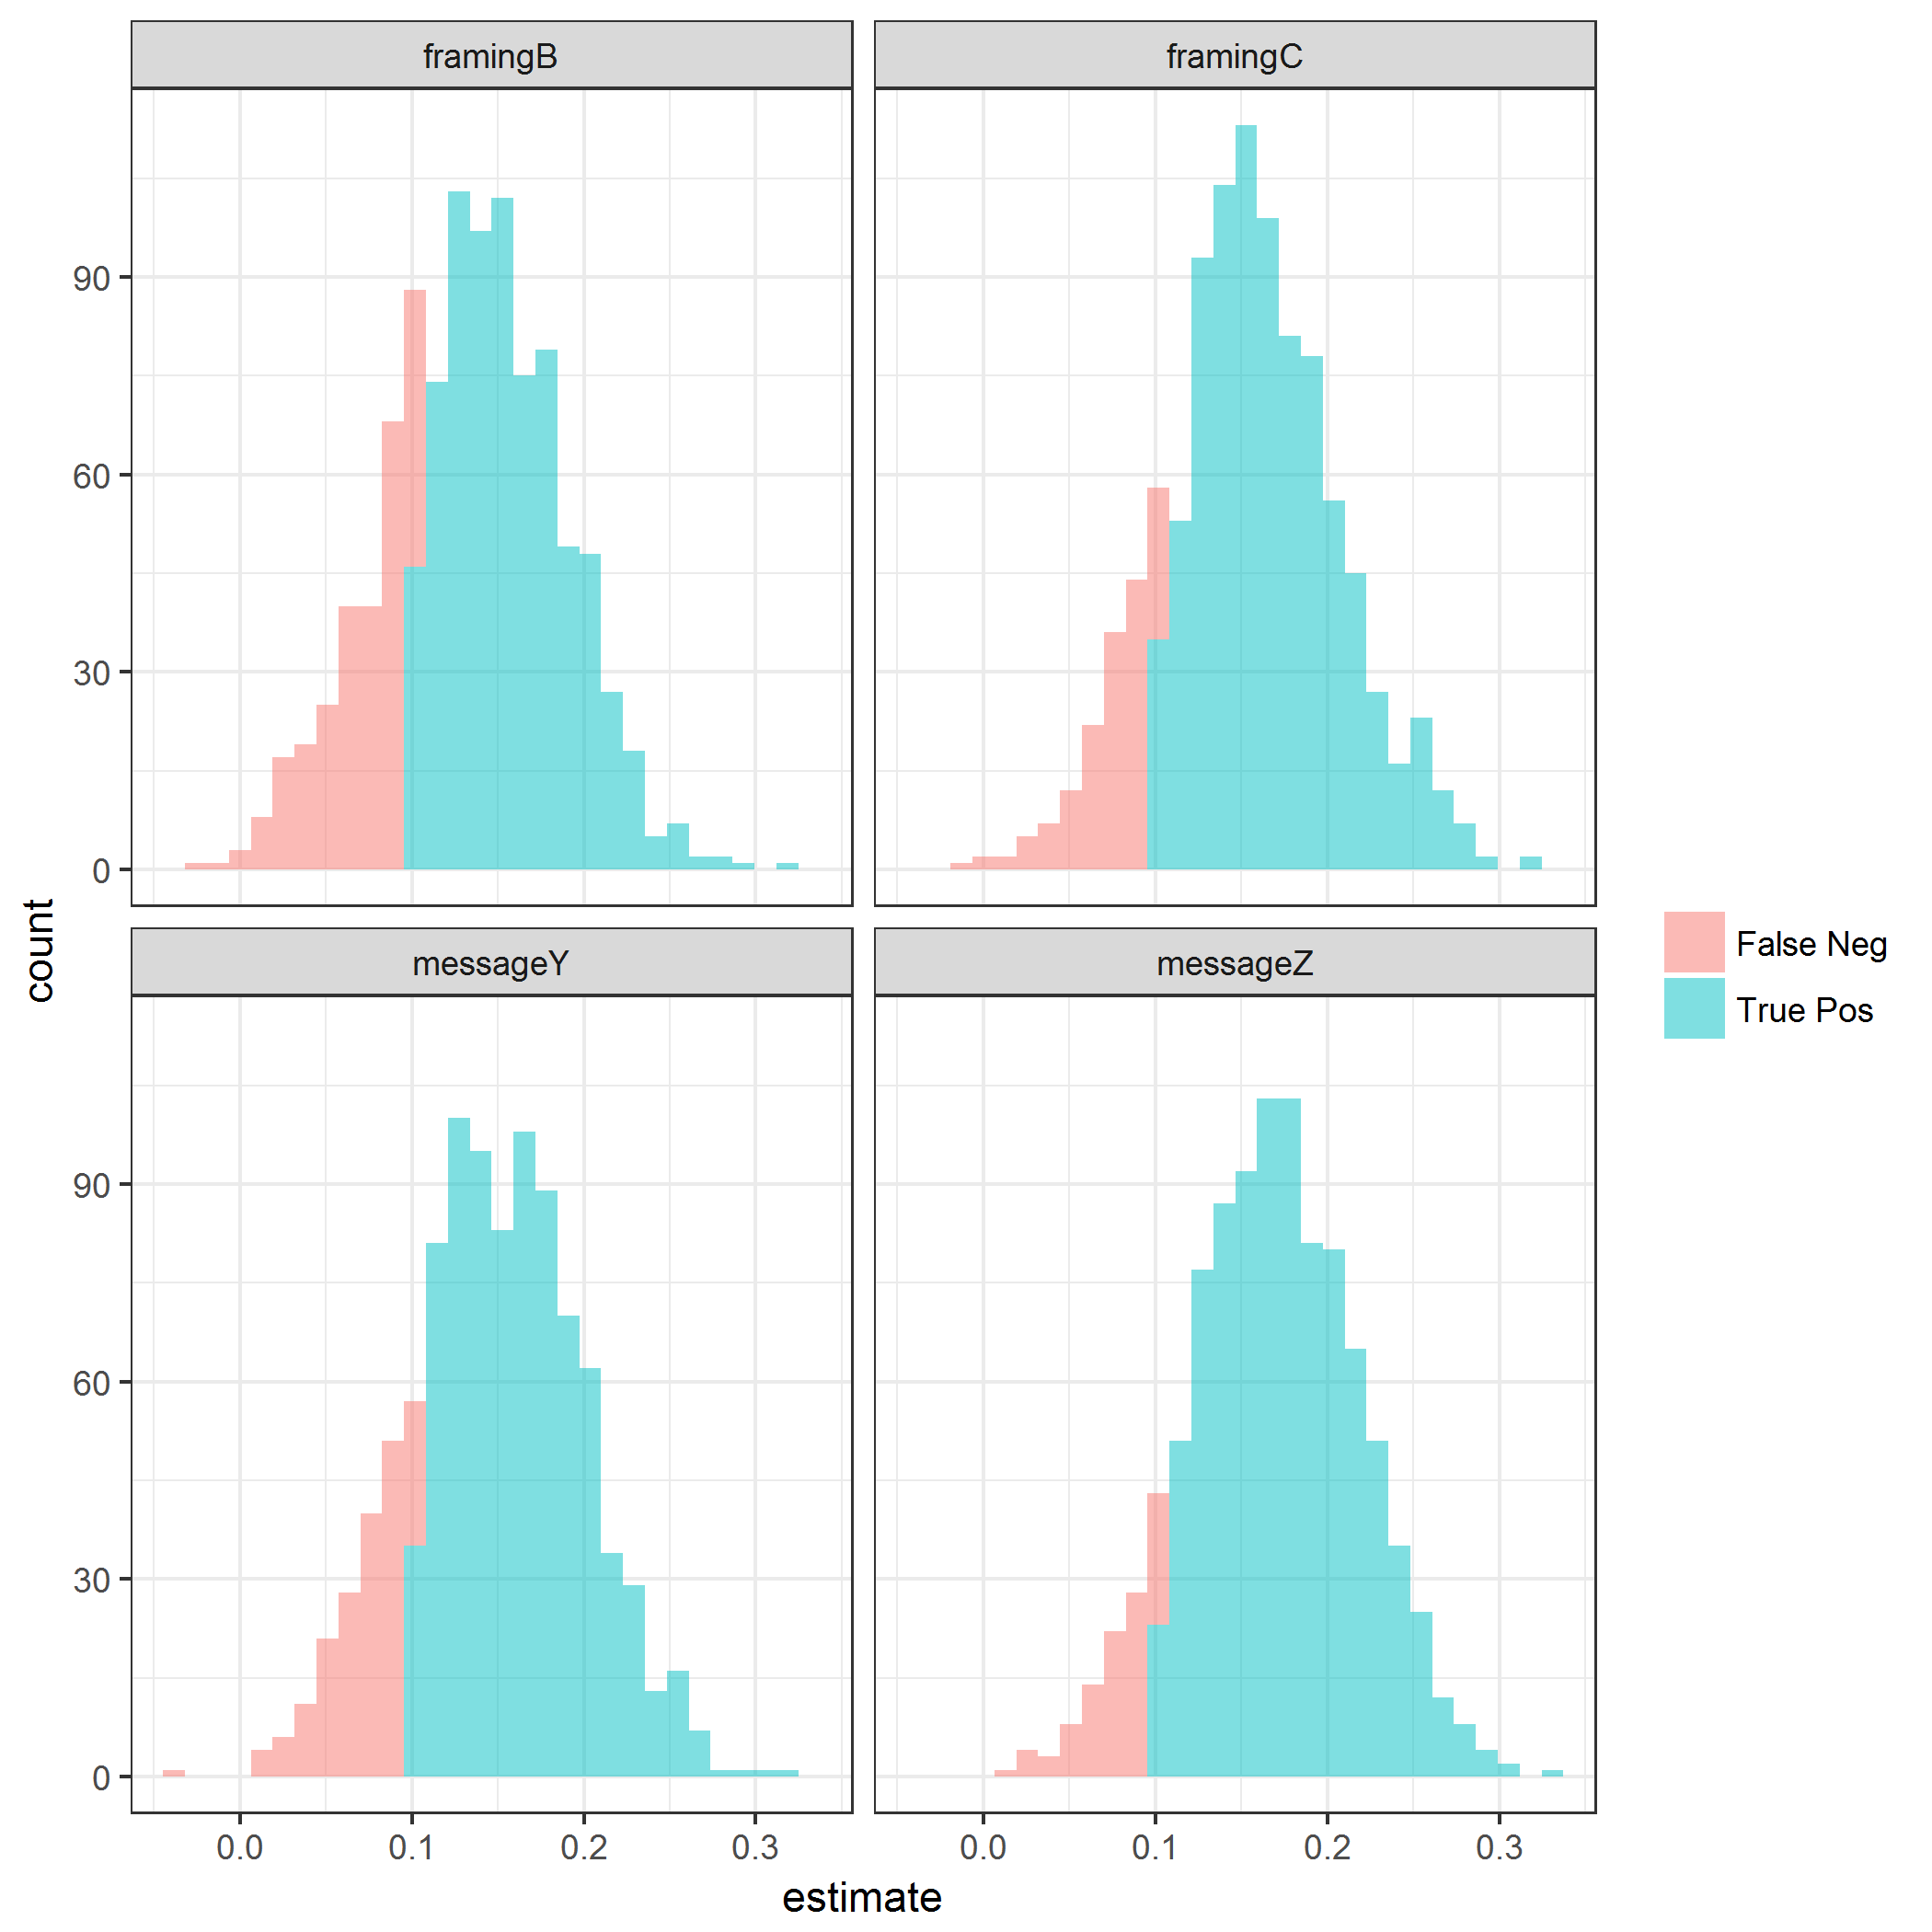 framingB
framingC
90
60
30
0
count
messageY
messageZ
False Neg
True Pos
90
60
30
0
0.0 0.1 0.2 0.3
0.0 0.1 0.2 0.3
estimate